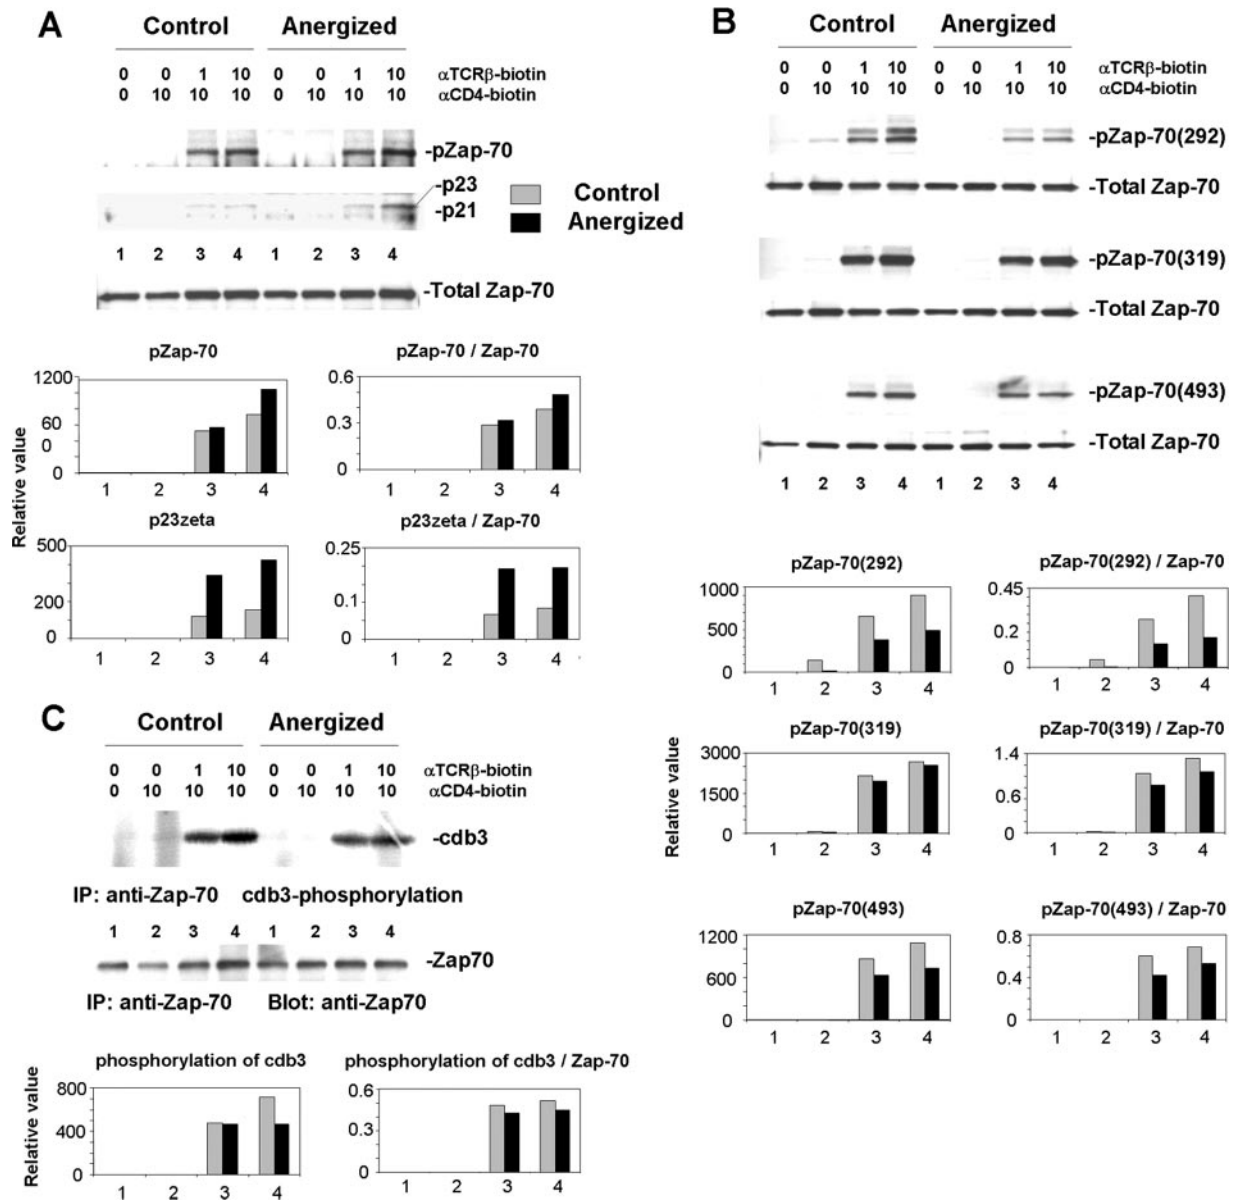 A
Control Anergized
0 0 1 10 0 0 1 10 αTCRβ-biotin
0 10 10 10 0 10 10 10 αCD4-biotin
-pZap-70
-p23
-p21
Control
Anergized
1 2 3 4 1 2 3 4
-Total Zap-70
Relative value
pZap-70
1200
60
0
0
1 2 3 4
pZap-70 / Zap-70
0.6
0.3
0
1 2 3 4
p23zeta
500
200
0
1 2 3 4
p23zeta / Zap-70
0.25
0.1
0
1 2 3 4
B
Control Anergized
0 0 1 10 0 0 1 10 αTCRβ-biotin
0 10 10 10 0 10 10 10 αCD4-biotin
-pZap-70(292)
-Total Zap-70
-pZap-70(319)
-Total Zap-70
-pZap-70(493)
-Total Zap-70
1 2 3 4 1 2 3 4
Relative value
pZap-70(292)
1000
500
0
1 2 3 4
pZap-70(292) / Zap-70
0.45
0.2
0
1 2 3 4
pZap-70(319)
3000
1500
0
1 2 3 4
pZap-70(319) / Zap-70
1.4
0.6
0
1 2 3 4
pZap-70(493)
1200
600
0
1 2 3 4
pZap-70(493) / Zap-70
0.8
0.4
0
1 2 3 4
C
Control Anergized
0 0 1 10 0 0 1 10 αTCRβ-biotin
0 10 10 10 0 10 10 10 αCD4-biotin
-cdb3
IP: anti-Zap-70 cdb3-phosphorylation
1 2 3 4 1 2 3 4
-Zap70
IP: anti-Zap-70 Blot: anti-Zap70
Relative value
phosphorylation of cdb3
800
400
0
1 2 3 4
phosphorylation of cdb3 / Zap-70
0.6
0.3
0
1 2 3 4